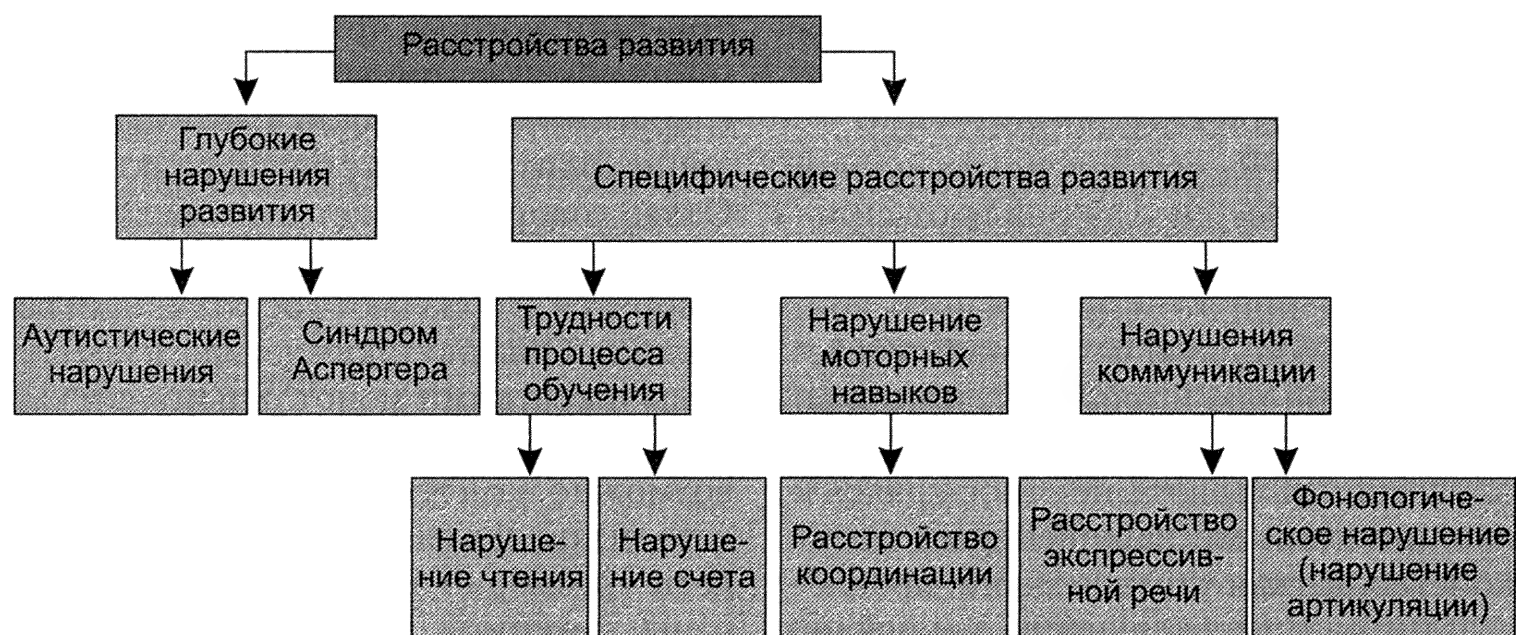 Расстройства развития
Глубокие
нарушения
развития
Специфические расстройства развития
Аутистические
нарушения
Синдром
Аспергера
Трудности
процесса
обучения
Нарушение
моторных
навыков
Нарушения
коммуникации
Наруше-
ние чтения
Наруше-
ние счета
Расстройство
координации
Расстройство
экспрессив-
ной речи
Фонологиче-
ское нарушение
(нарушение
артикуляции)